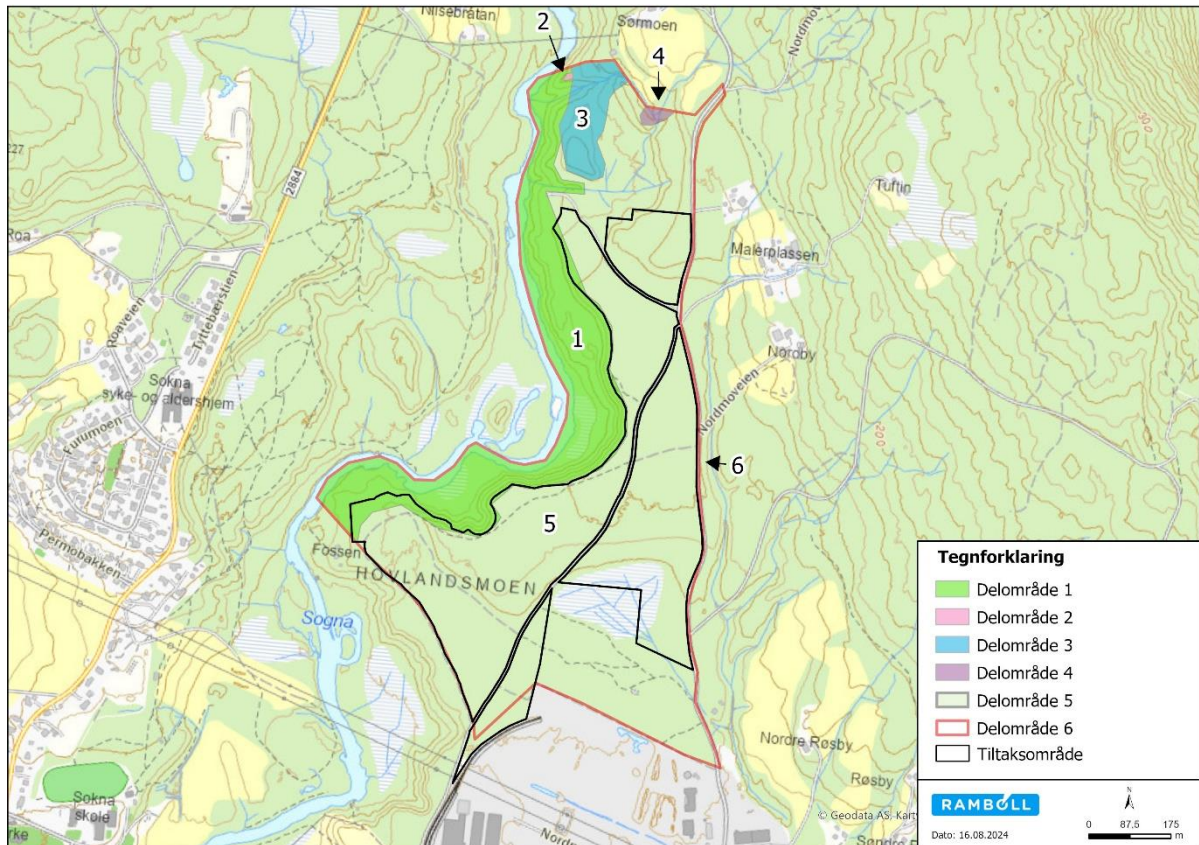 Nilsebråtan
Sørmoen
Nordmoveien
2
4
3
227
2884
300
Tuftin
Roa
Roaveien
Tyttebærstien
Malerplassen
1
Sokna
syke- og aldershjem
Nordby
Furumoen
Nordmoveien
200
6
5
Permobakken
Fossen
HOVLANDSMOEN
Sogna
Nordre Røsby
Røsby
Sokna
skole
Tegnforklaring
Delområde 1
Delområde 2
Delområde 3
Delområde 4
Delområde 5
Delområde 6
Tiltaksområde
© Geodata AS, Kart
RAMBOLL
N
Dato: 16.08.2024
0 87,5 175
m